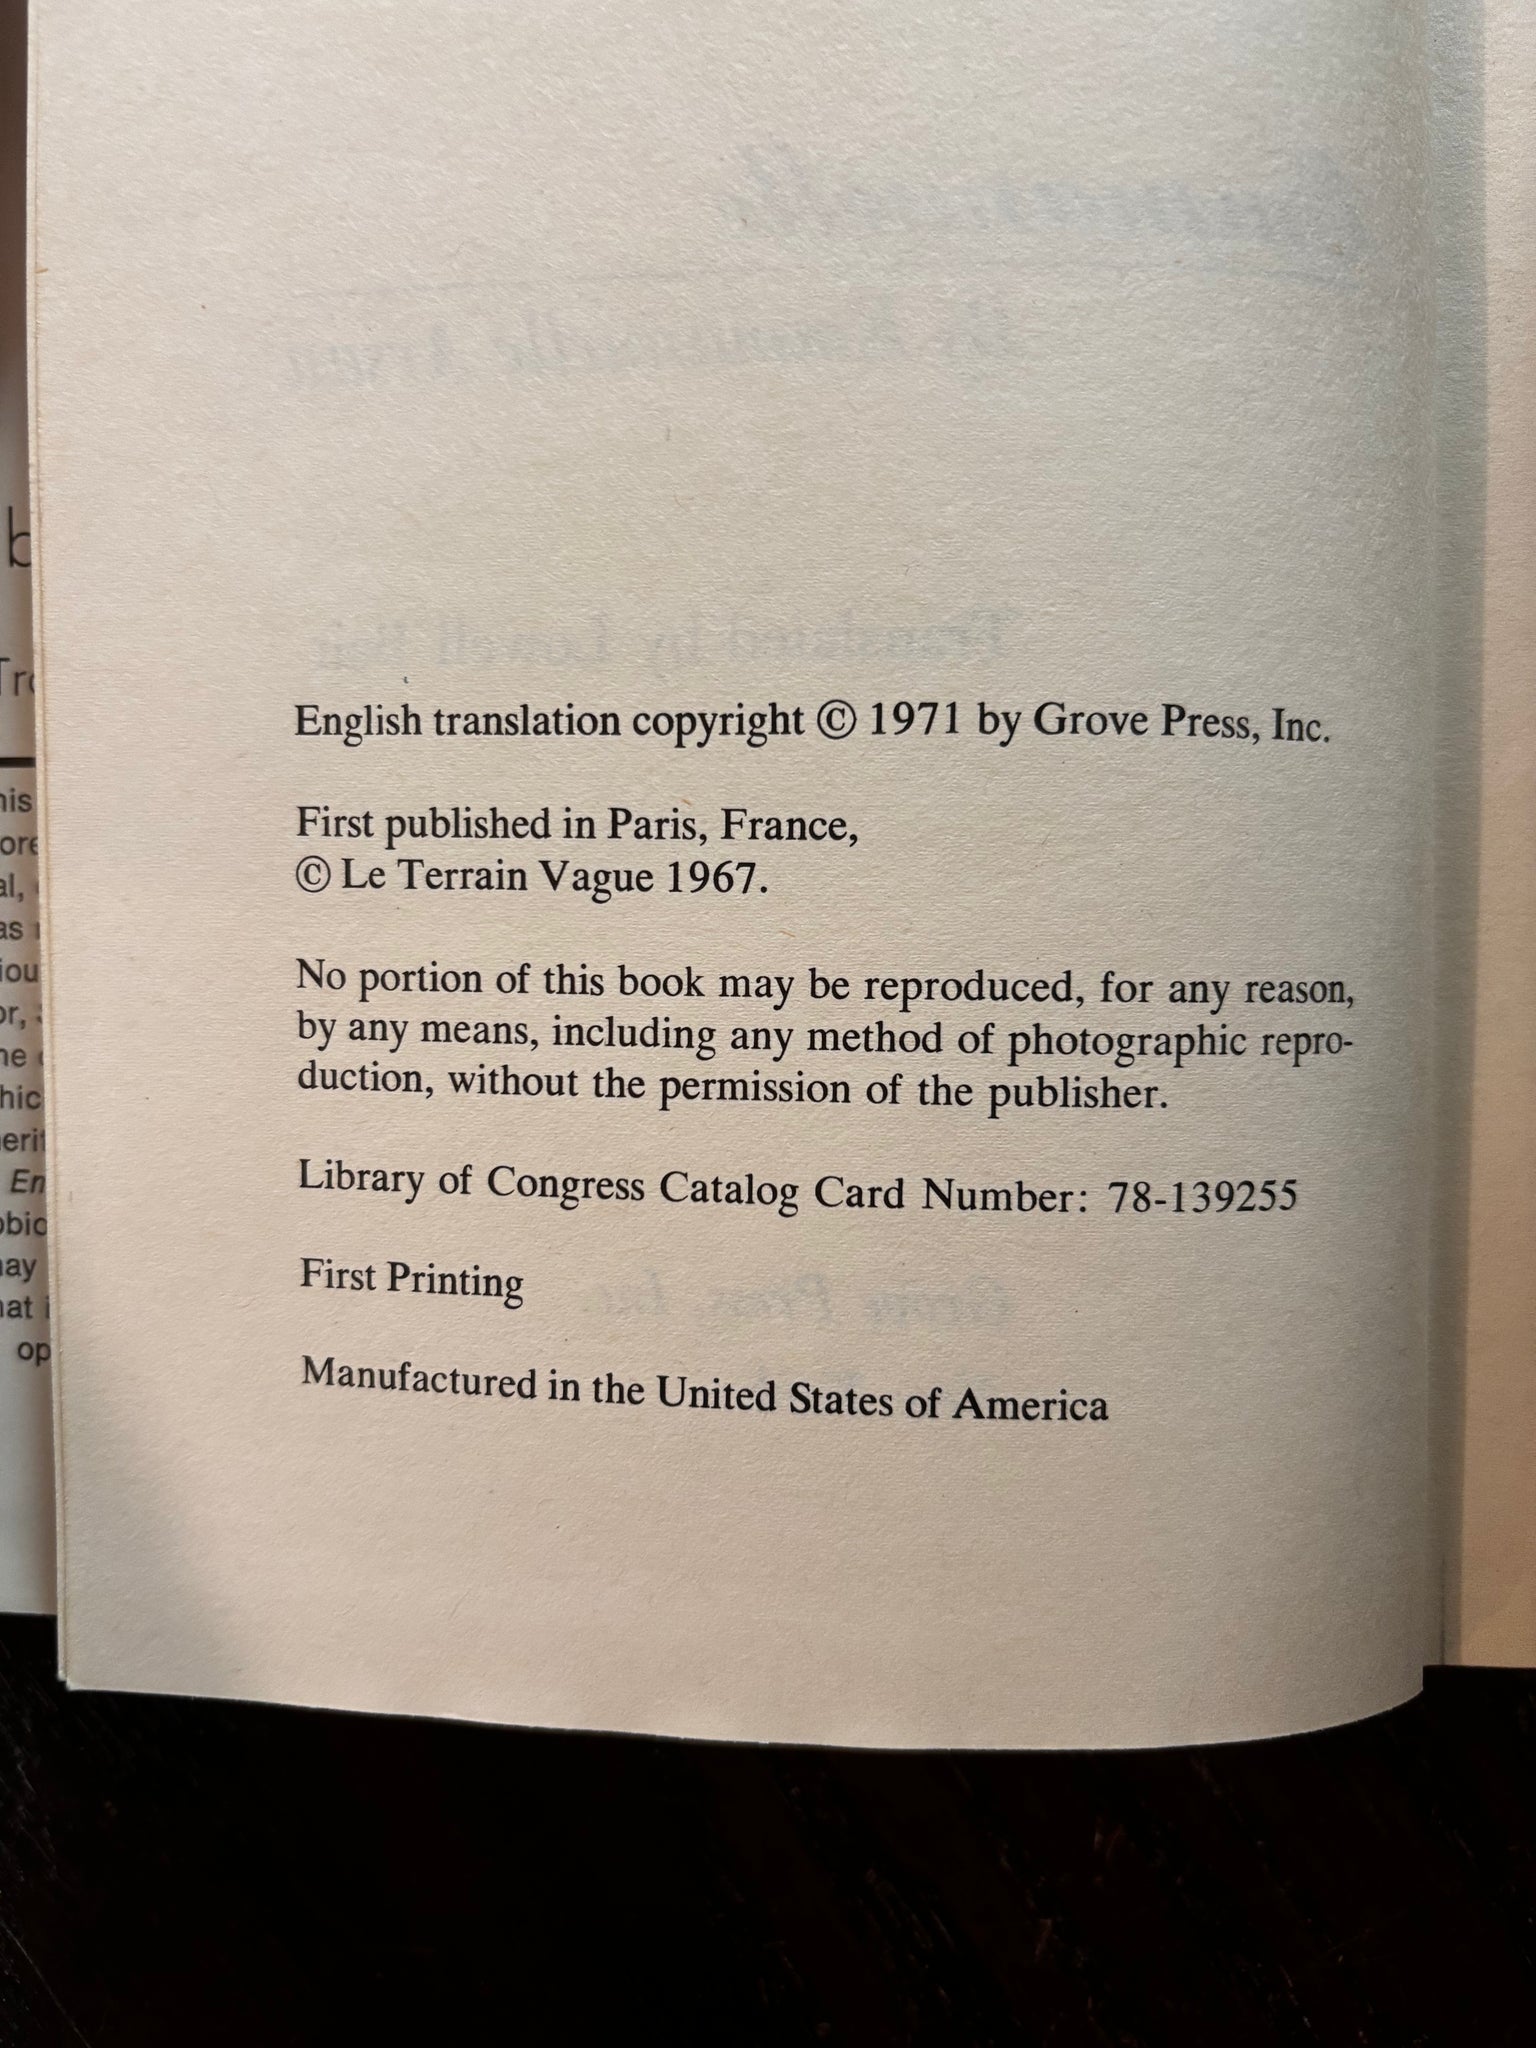 English translation copyright © 1971 by Grove Press, Inc.
First published in Paris, France,
© Le Terrain Vague 1967.
No portion of this book may be reproduced, for any reason,
by any means, including any method of photographic repro-
duction, without the permission of the publisher.
Library of Congress Catalog Card Number: 78-139255
First Printing
Manufactured in the United States of America